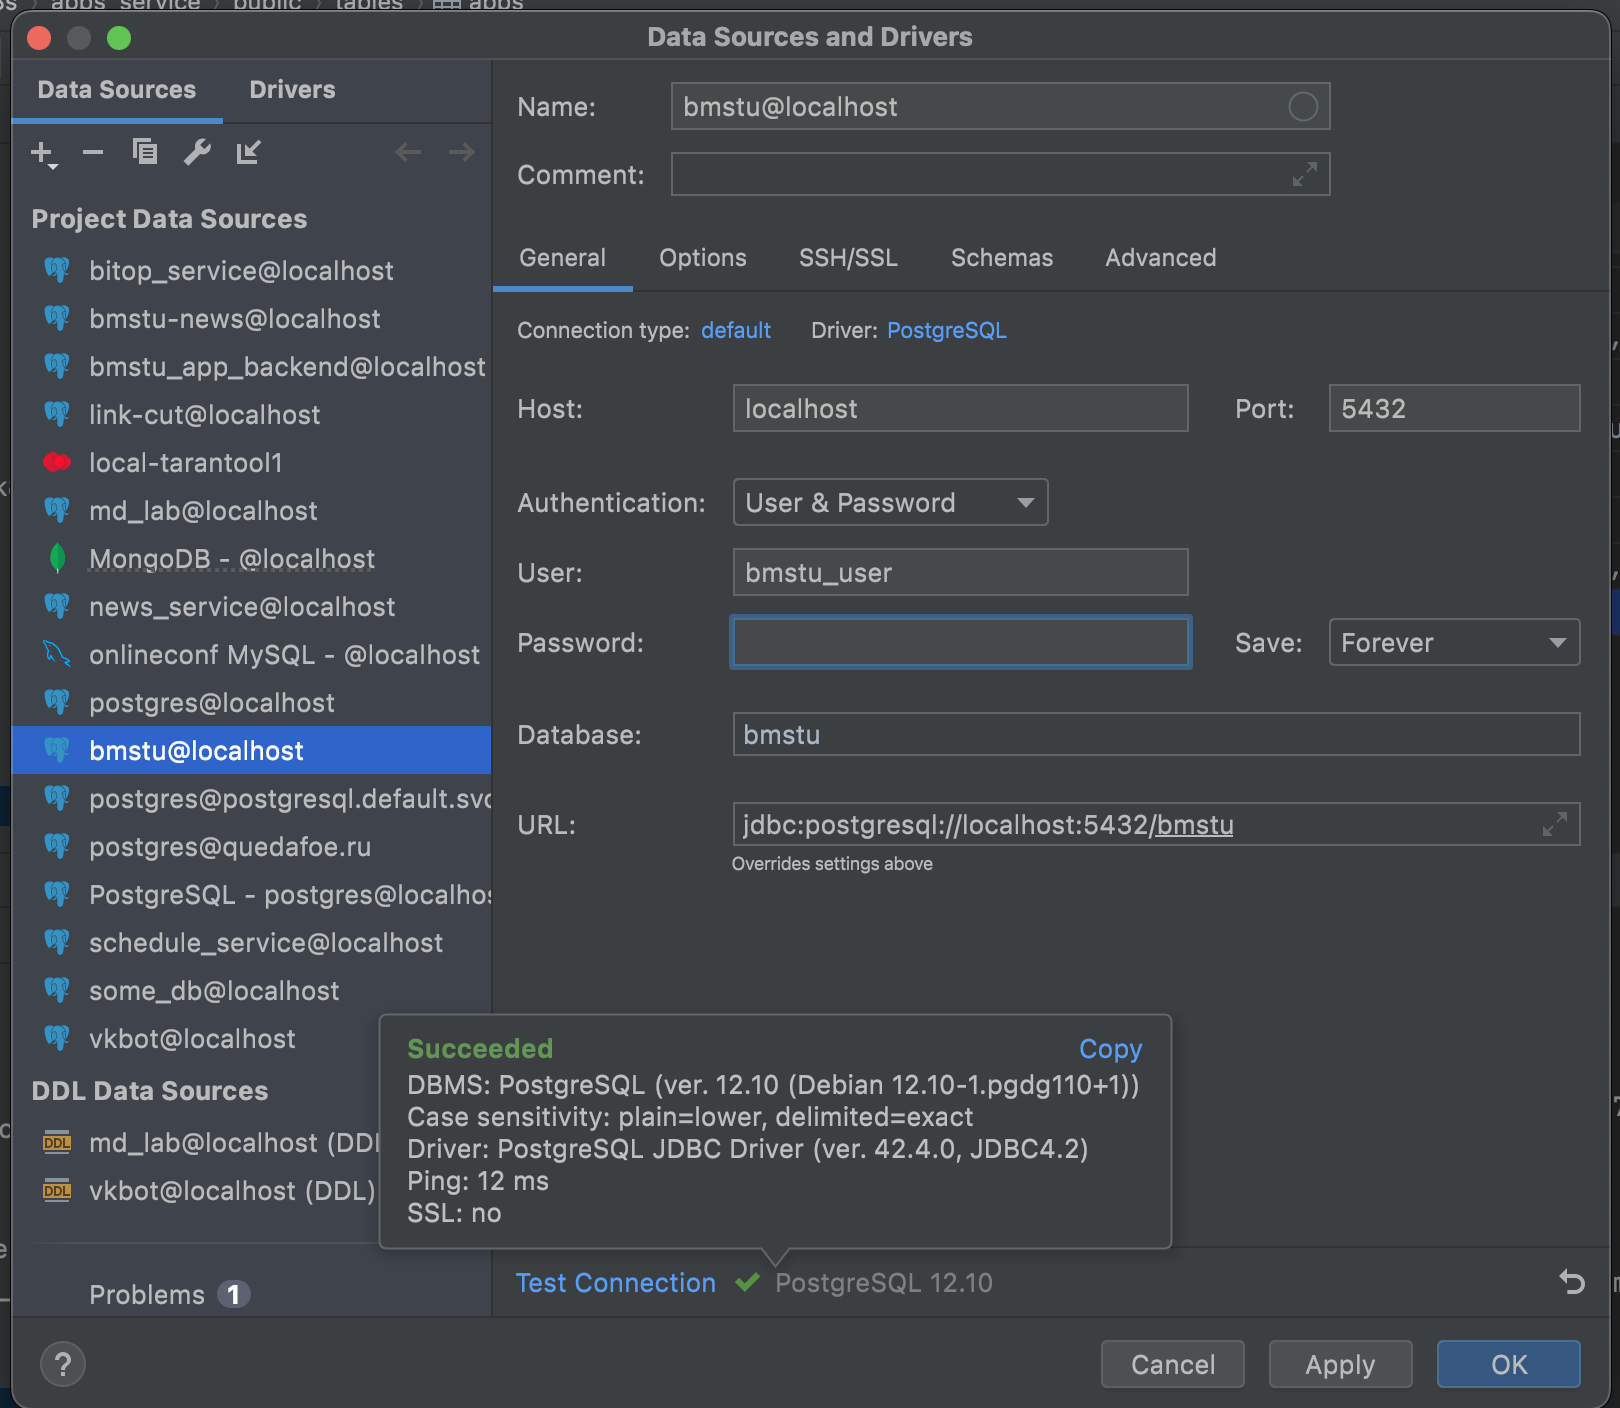 abbs_service
public
tables
abbs
Data Sources and Drivers
Data Sources
Drivers
Project Data Sources
bitop_service@localhost
bmstu-news@localhost
bmstu_app_backend@localhost
link-cut@localhost
local-tarantool1
md_lab@localhost
MongoDB - @localhost
news_service@localhost
onlineconf MySQL - @localhost
postgres@localhost
bmstu@localhost
postgres@postgresql.default.svc
postgres@quedafoe.ru
PostgreSQL - postgres@localhos
schedule_service@localhost
some_db@localhost
vkbot@localhost
DDL Data Sources
DDL md_lab@localhost (DDL
DDL vkbot@localhost (DDL)
Problems 1
Name: bmstu@localhost
Comment:
General Options SSH/SSL Schemas Advanced
Connection type: default Driver: PostgreSQL
Host: localhost Port: 5432
Authentication: User & Password
User: bmstu_user
Password: Save: Forever
Database: bmstu
URL: jdbc:postgresql://localhost:5432/bmstu
Overrides settings above
Succeeded Copy
DBMS: PostgreSQL (ver. 12.10 (Debian 12.10-1.pgdg110+1))
Case sensitivity: plain=lower, delimited=exact
Driver: PostgreSQL JDBC Driver (ver. 42.4.0, JDBC4.2)
Ping: 12 ms
SSL: no
Test Connection PostgreSQL 12.10
? Cancel Apply OK